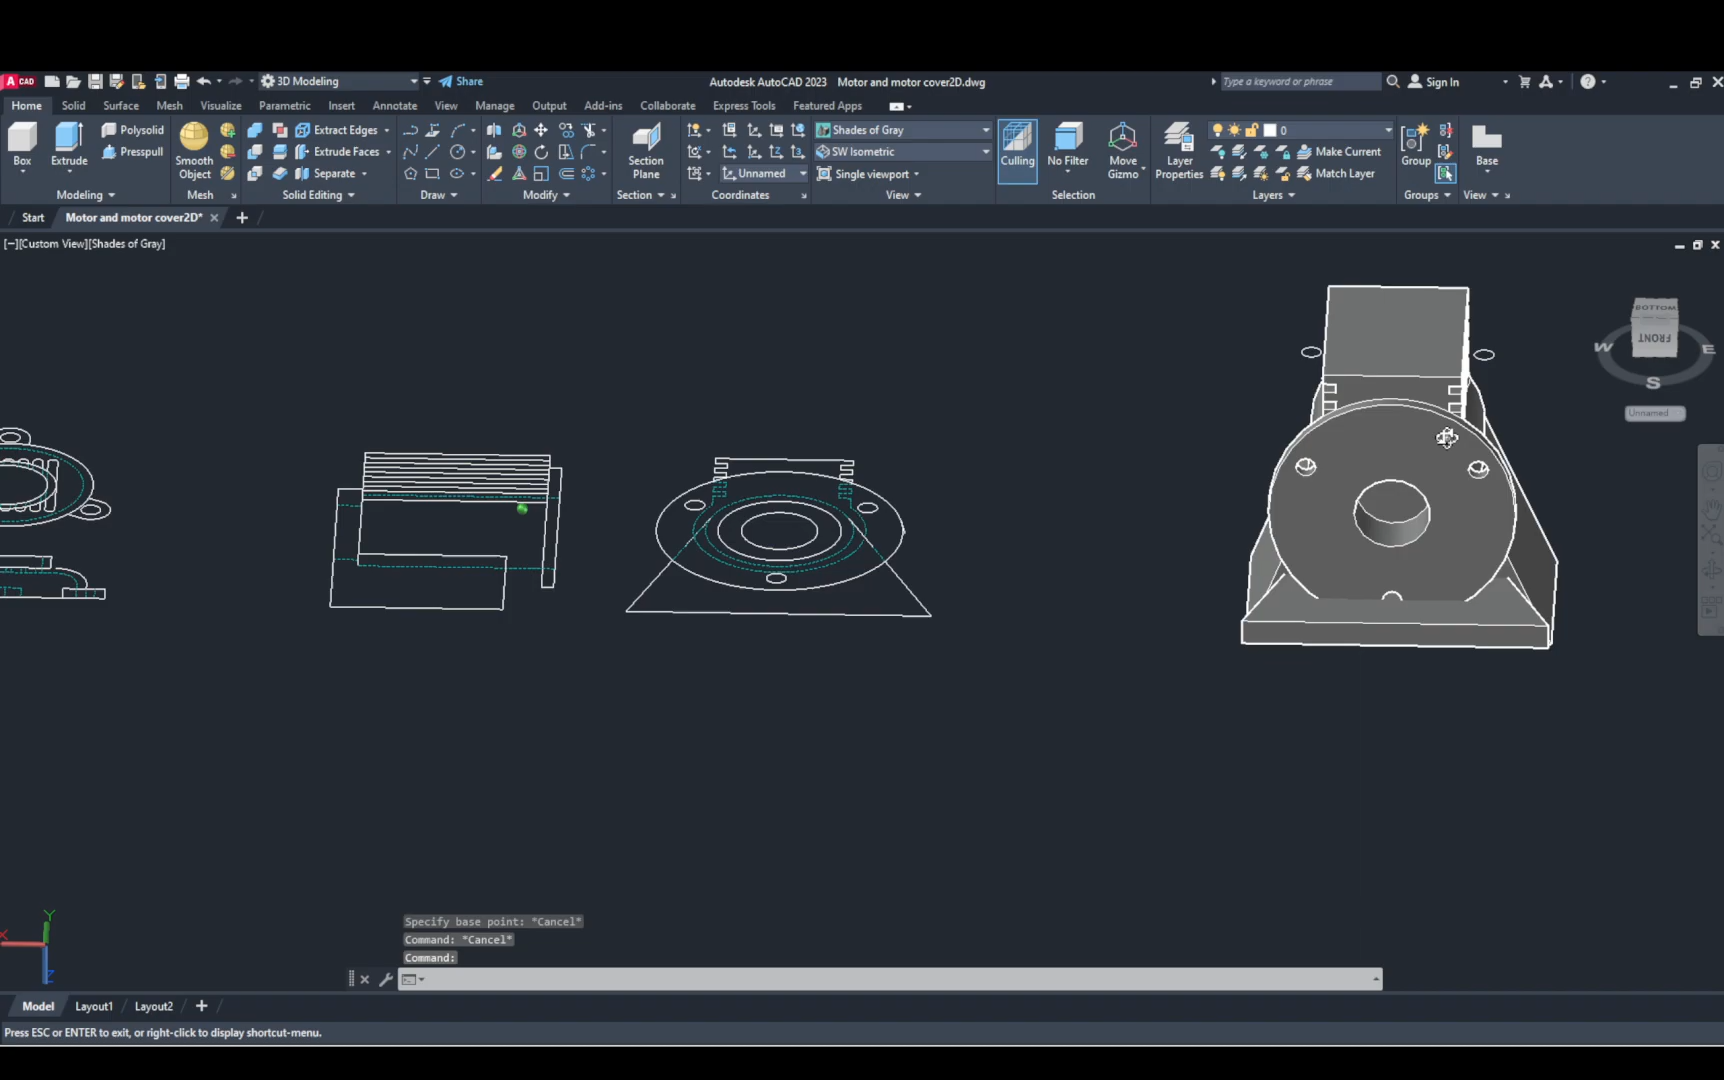 A CAD
3D Modeling
Share
Autodesk AutoCAD 2023 Motor and motor cover2D.dwg
Type a keyword or phrase
Sign In
Home Solid Surface Mesh Visualize Parametric Insert Annotate View Manage Output Add-ins Collaborate Express Tools Featured Apps
Box
Extrude
Polysolid
Presspull
Modeling
Smooth
Object
Mesh
Extract Edges
Extrude Faces
Separate
Solid Editing
Draw
Modify
Section
Plane
Section
Unnamed
Coordinates
Shades of Gray
SW Isometric
Single viewport
View
Culling
No Filter
Move
Gizmo
Selection
Layer
Properties
0
Make Current
Match Layer
Layers
Group
Groups
Base
View
Start
Motor and motor cover2D*
[−][Custom View][Shades of Gray]
BOTTOM
FRONT
W
E
S
Unnamed
Y
X
Z
Specify base point: *Cancel*
Command: *Cancel*
Command:
Model Layout1 Layout2
Press ESC or ENTER to exit, or right-click to display shortcut-menu.